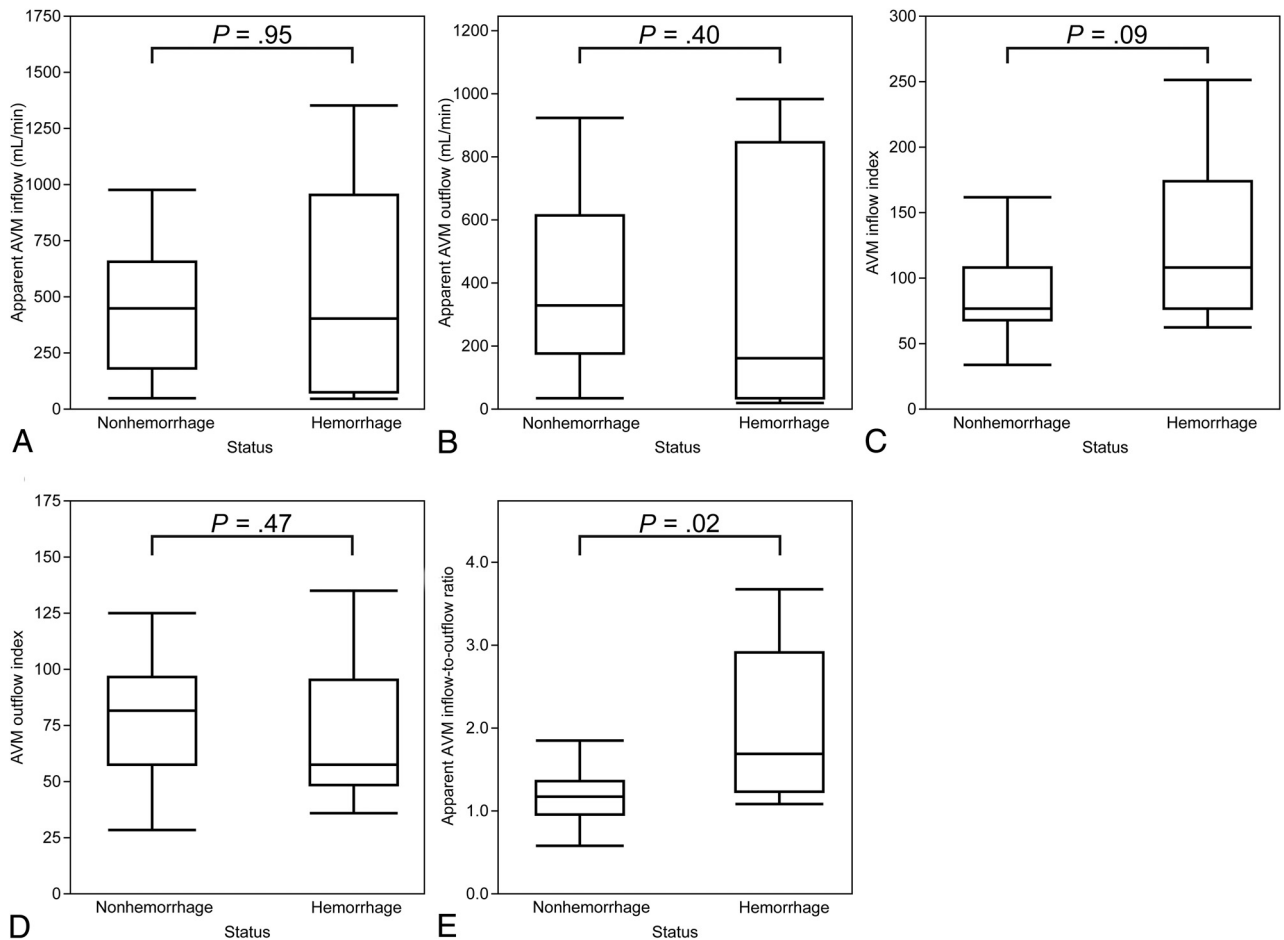 P = .95
Apparent AVM inflow (mL/min)
1750
1500
1250
1000
750
500
250
0
Nonhemorrhage Hemorrhage
Status
A
P = .40
Apparent AVM outflow (mL/min)
1200
1000
800
600
400
200
0
Nonhemorrhage Hemorrhage
Status
B
P = .09
AVM inflow index
300
250
200
150
100
50
0
Nonhemorrhage Hemorrhage
Status
C
P = .47
AVM outflow index
175
150
125
100
75
50
25
0
Nonhemorrhage Hemorrhage
Status
D
P = .02
Apparent AVM inflow-to-outflow ratio
4.0
3.0
2.0
1.0
0.0
Nonhemorrhage Hemorrhage
Status
E